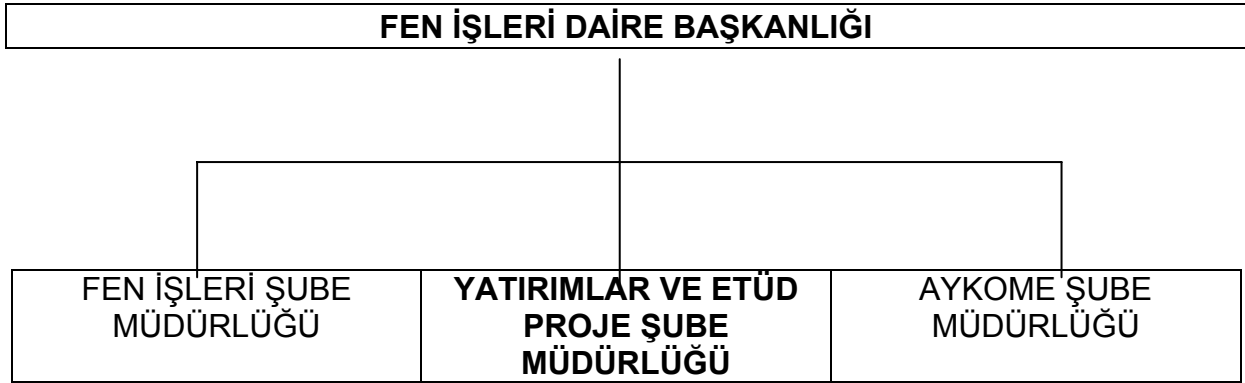 FEN İŞLERİ DAİRE BAŞKANLIĞI
FEN İŞLERİ ŞUBE
MÜDÜRLÜĞÜ
YATIRIMLAR VE ETÜD
PROJE ŞUBE
MÜDÜRLÜĞÜ
AYKOME ŞUBE
MÜDÜRLÜĞÜ